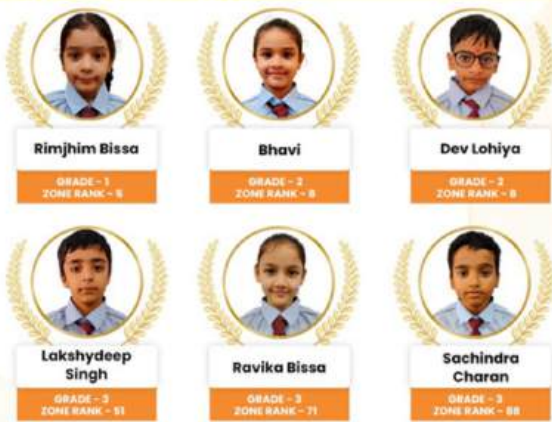 Rimjhim Bissa
GRADE - 1
ZONE RANK - 5
Bhavi
GRADE - 2
ZONE RANK - 8
Dev Lohiya
GRADE - 2
ZONE RANK - 8
Lakshydeep
Singh
GRADE - 3
ZONE RANK - 51
Ravika Bissa
GRADE - 3
ZONE RANK - 71
Sachindra
Charan
GRADE - 3
ZONE RANK - 88